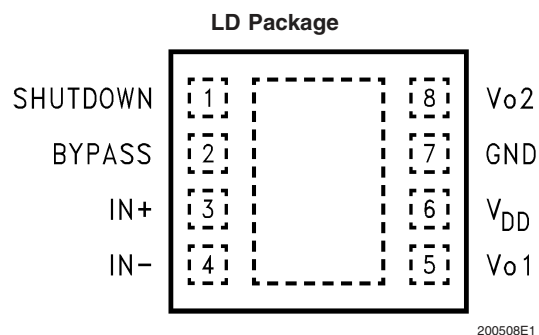 LD Package
SHUTDOWN 1 8 Vo2
BYPASS 2 7 GND
IN+ 3 6 VDD
IN- 4 5 Vo1
200508E1